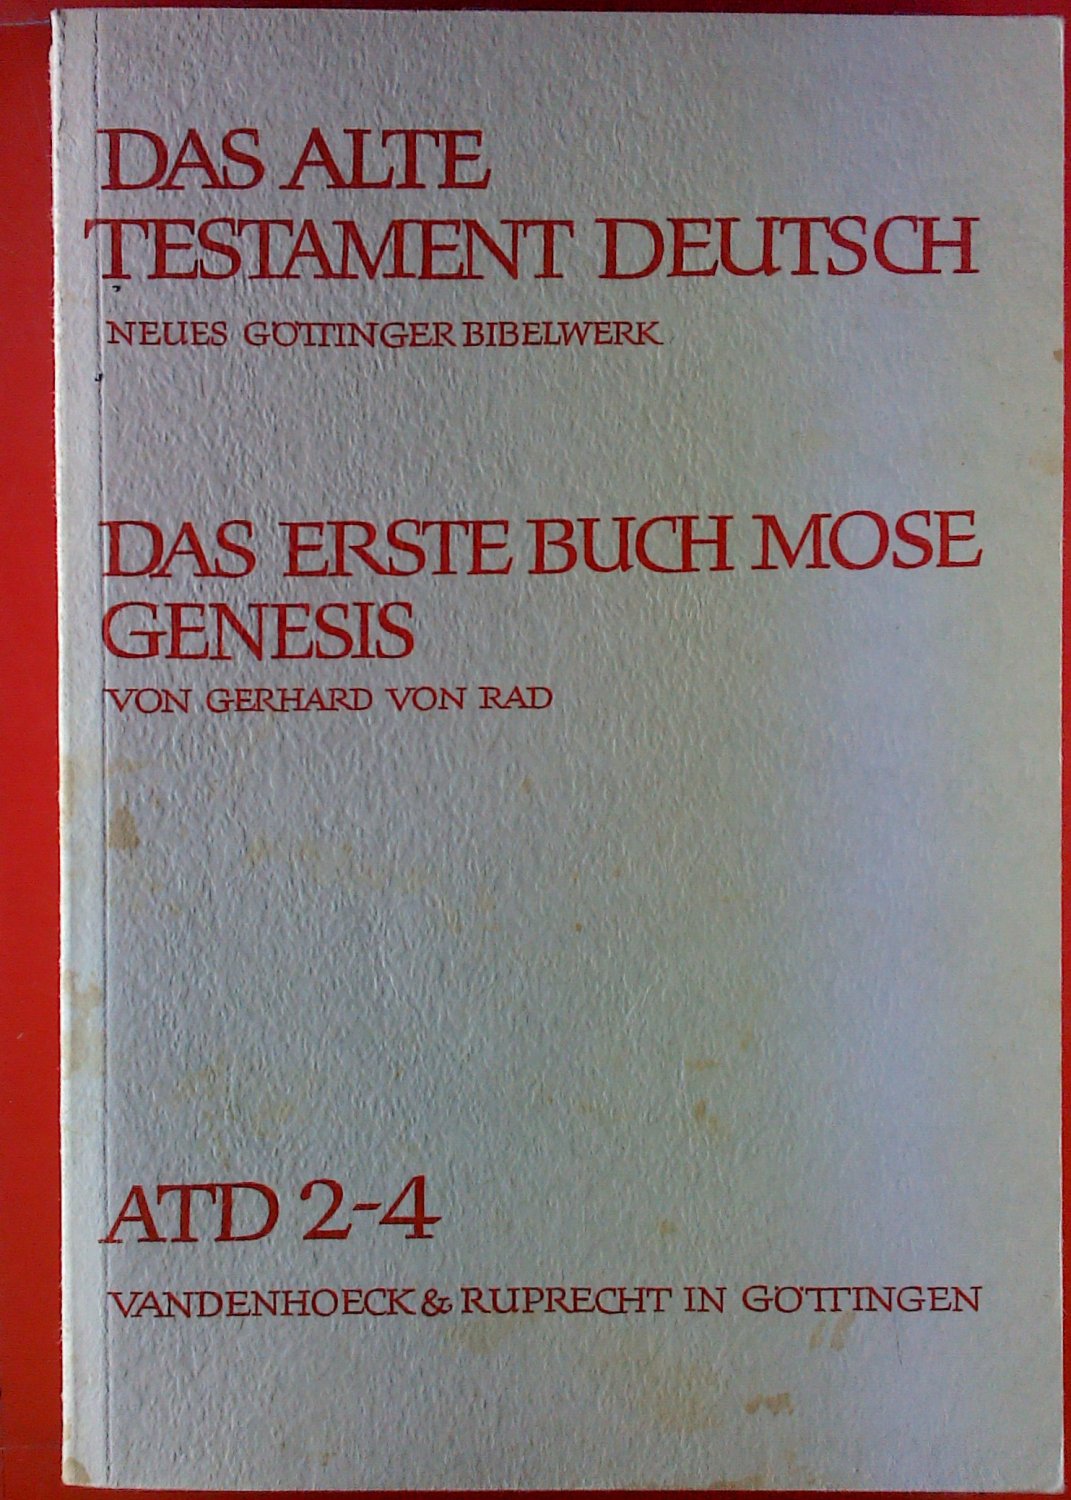 DAS ALTE
TESTAMENT DEUTSCH
NEUES GÖTTINGER BIBELWERK
DAS ERSTE BUCH MOSE
GENESIS
VON GERHARD VON RAD
ATD 2-4
VANDENHOECK & RUPRECHT IN GÖTTINGEN